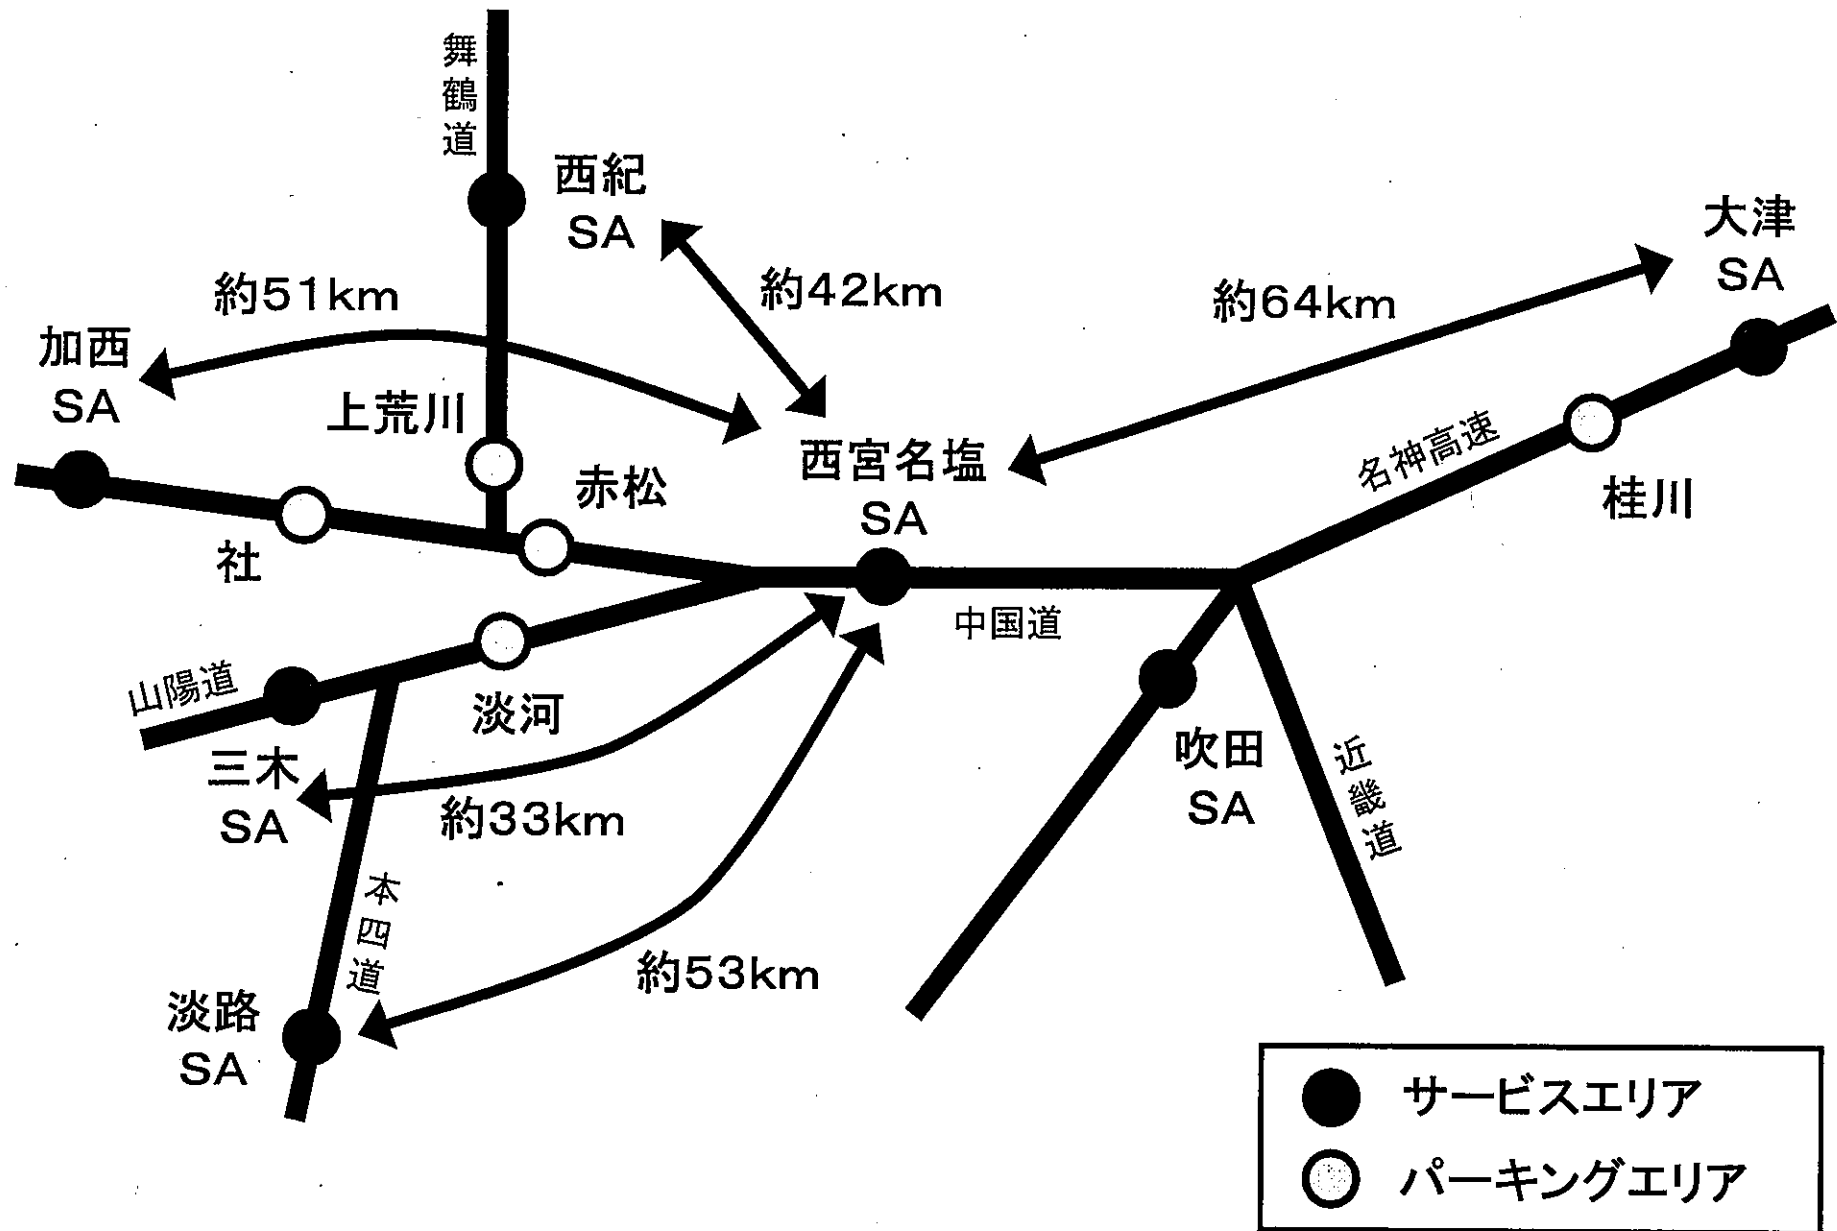 舞鶴道
西紀
SA
大津
SA
約51km
約42km
約64km
加西
SA
上荒川
赤松
西宮名塩
SA
名神高速
桂川
社
中国道
山陽道
淡河
三木
SA
約33km
吹田
SA
近畿道
本四道
約53km
淡路
SA
サービスエリア
パーキングエリア